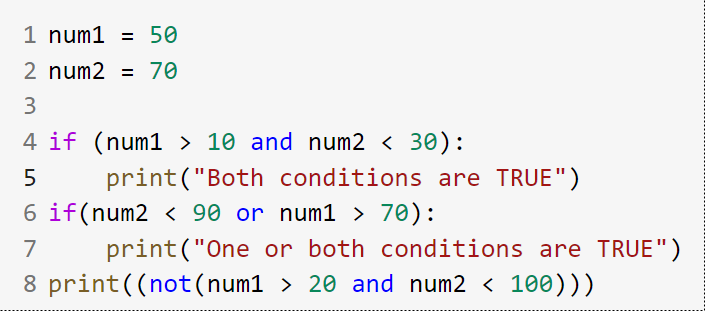 1 num1 = 50
2 num2 = 70
3
4 if (num1 > 10 and num2 < 30):
5     print("Both conditions are TRUE")
6 if(num2 < 90 or num1 > 70):
7     print("One or both conditions are TRUE")
8 print((not(num1 > 20 and num2 < 100)))